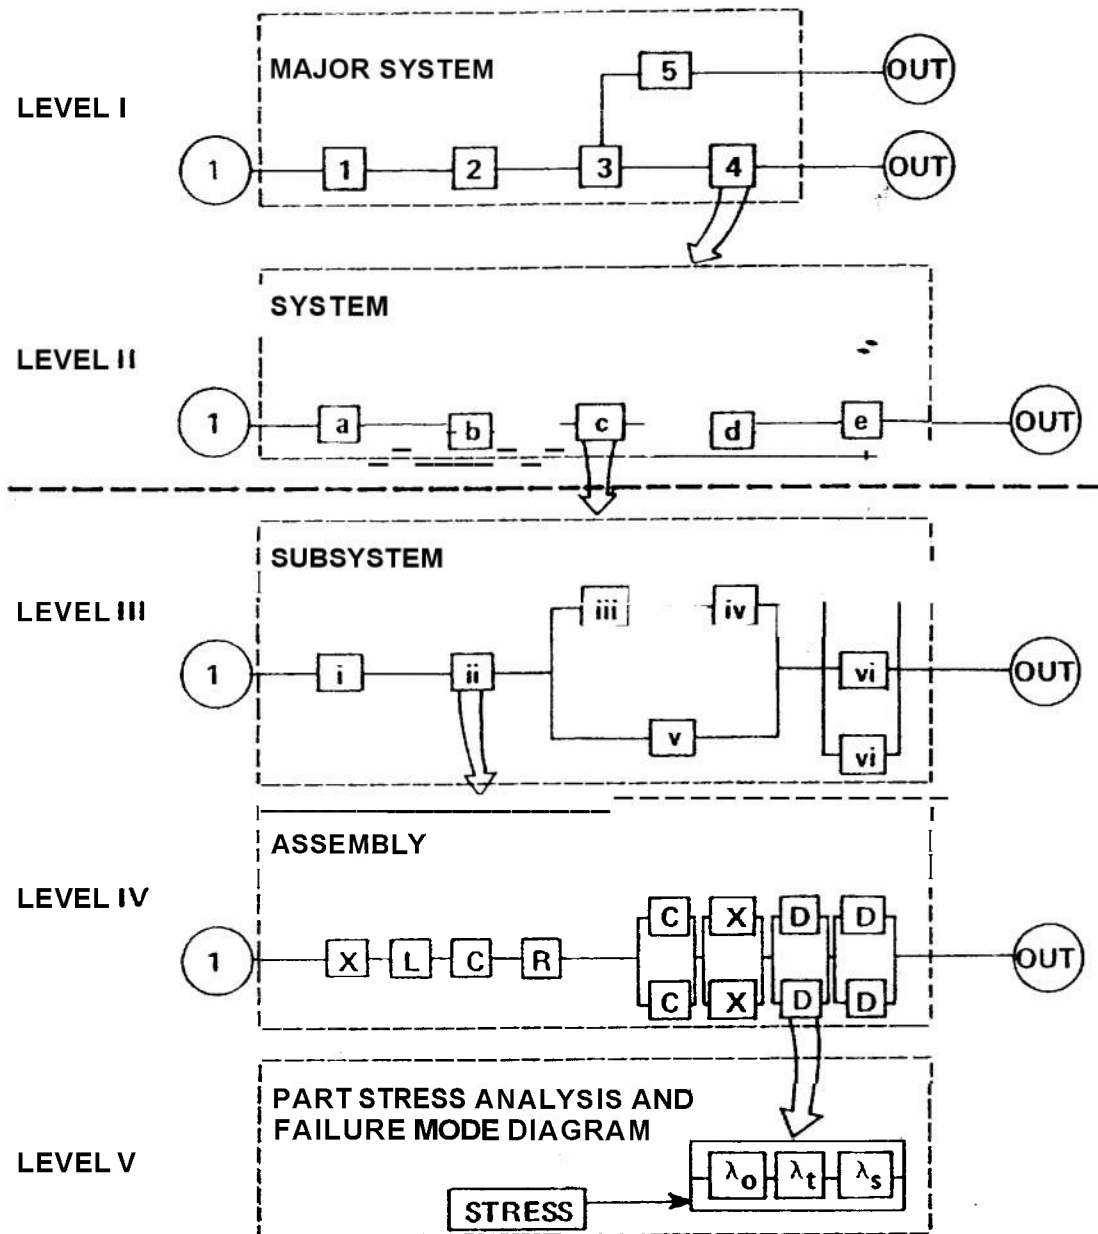 MAJOR SYSTEM
5
OUT
LEVEL I
1
1
2
3
4
OUT
SYSTEM
LEVEL II
1
a
b
c
d
e
OUT
SUBSYSTEM
LEVEL III
iii
iv
1
i
ii
vi
OUT
v
vi
ASSEMBLY
LEVEL IV
C
X
D
D
1
X
L
C
R
OUT
C
X
D
D
PART STRESS ANALYSIS AND
FAILURE MODE DIAGRAM
LEVEL V
λo
λt
λs
STRESS